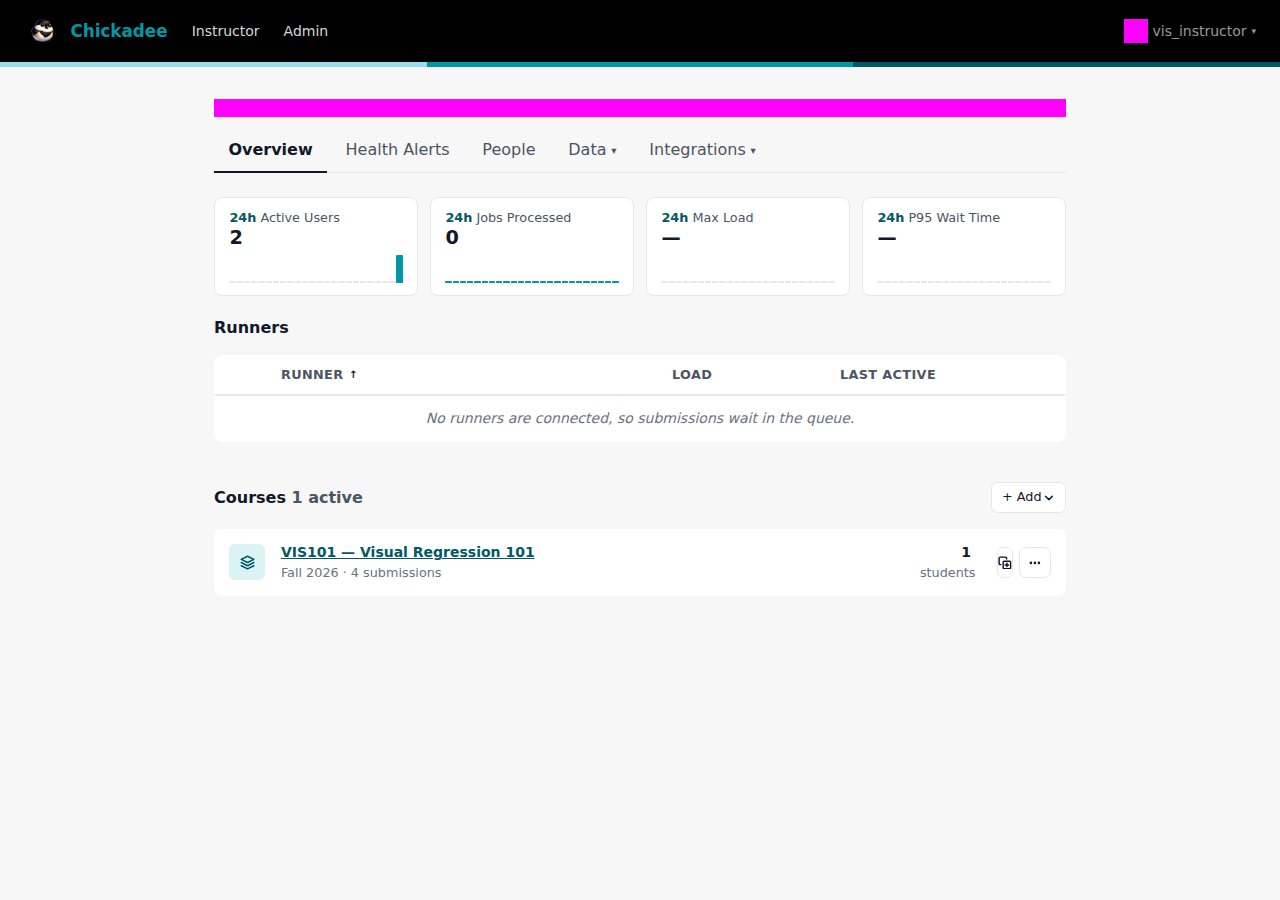 Chickadee Instructor Admin vis_instructor ▾
Overview Health Alerts People Data ▾ Integrations ▾
24h Active Users
2
24h Jobs Processed
0
24h Max Load
—
24h P95 Wait Time
—
Runners
RUNNER ↑ LOAD LAST ACTIVE
No runners are connected, so submissions wait in the queue.
Courses 1 active
+ Add
VIS101 — Visual Regression 101
Fall 2026 · 4 submissions
1
students